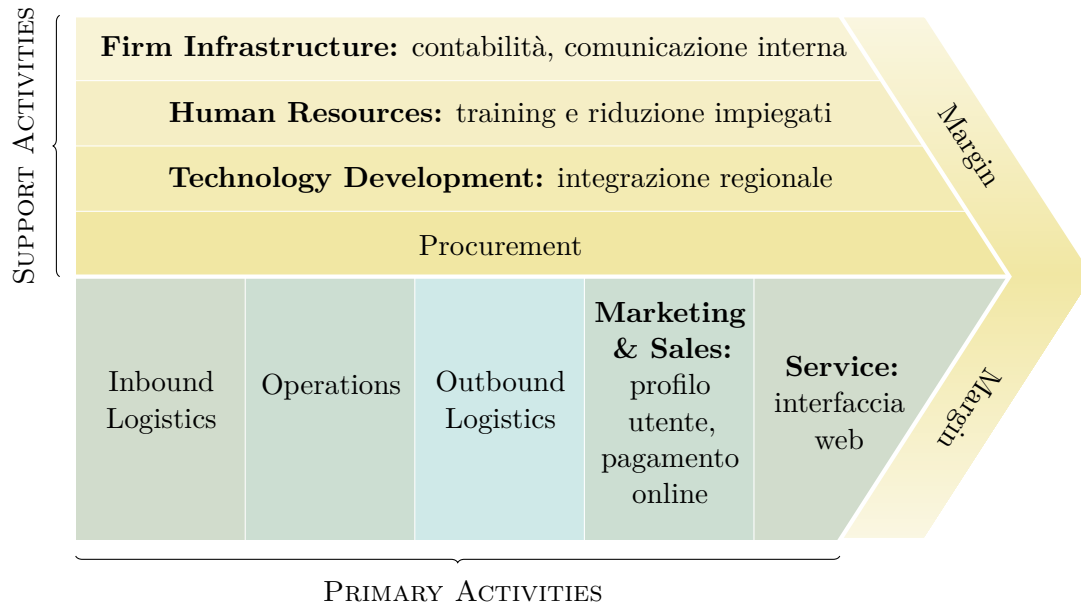 SUPPORT ACTIVITIES
Firm Infrastructure: contabilità, comunicazione interna
Human Resources: training e riduzione impiegati
Technology Development: integrazione regionale
Procurement
Margin
Inbound
Logistics
Operations
Outbound
Logistics
Marketing
& Sales:
profilo
utente,
pagamento
online
Service:
interfaccia
web
Margin
PRIMARY ACTIVITIES